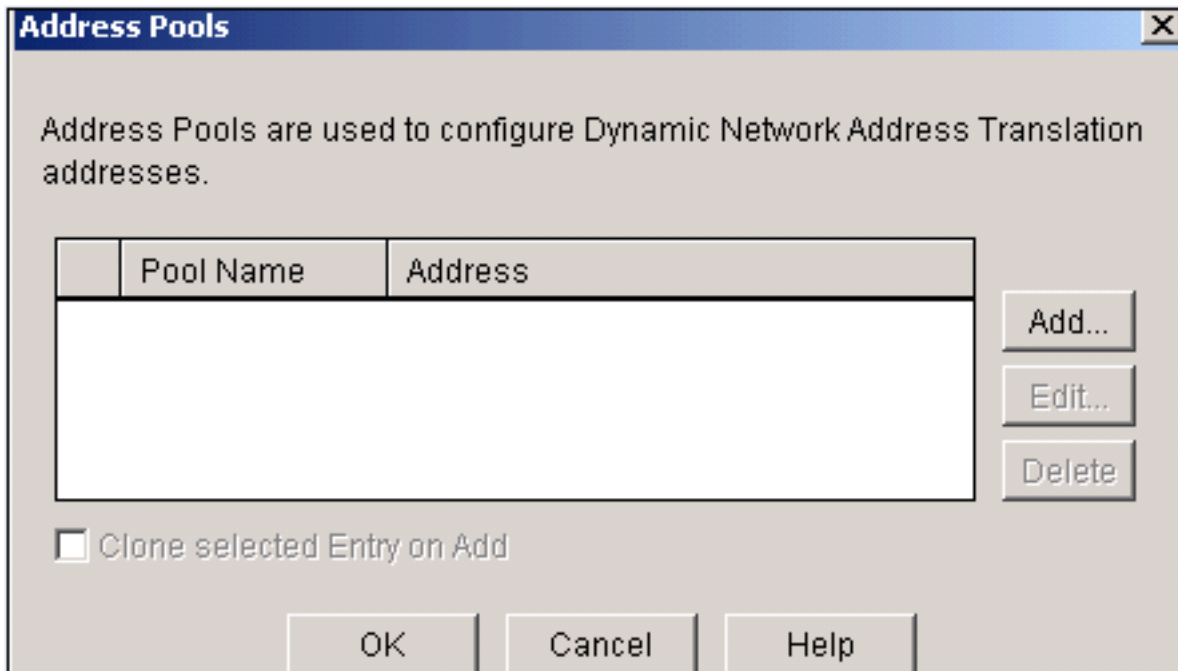 Address Pools
Address Pools are used to configure Dynamic Network Address Translation
addresses.
Pool Name Address
Add...
Edit...
Delete
Clone selected Entry on Add
OK Cancel Help